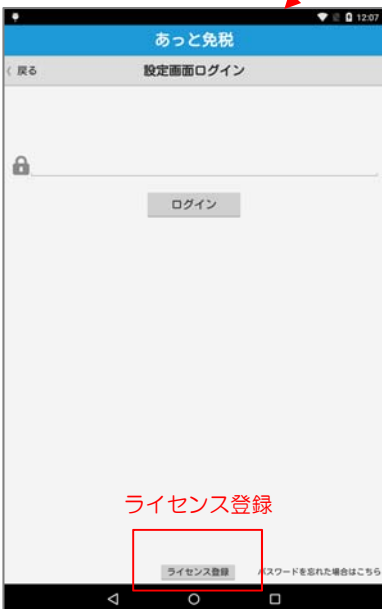 12:07
あっと免税
〈 戻る
設定画面ログイン
ログイン
ライセンス登録
ライセンス登録
パスワードを忘れた場合はこちら